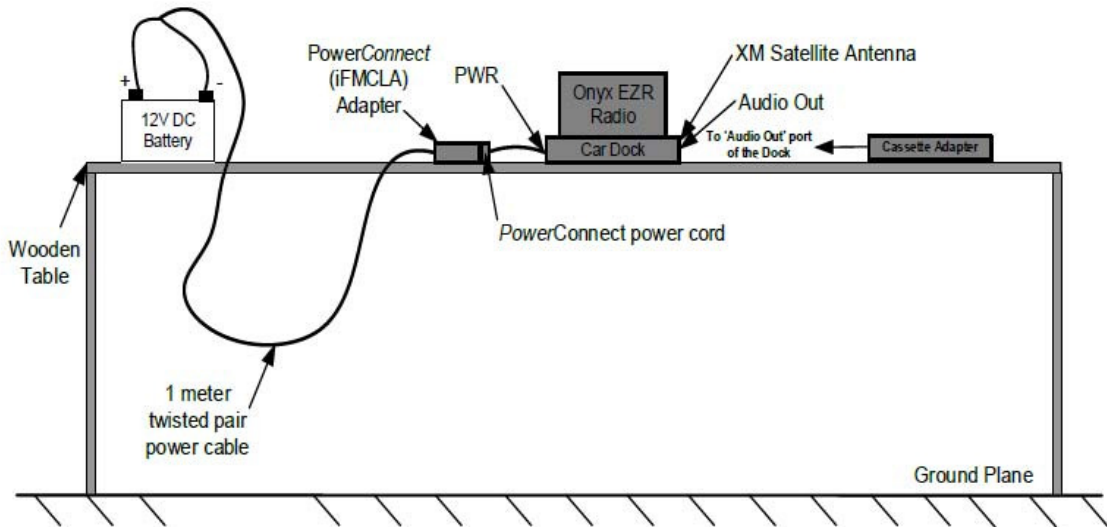 +
-
12V DC
Battery
PowerConnect
(iFMCLA)
Adapter
PWR
Onyx EZR
Radio
XM Satellite Antenna
Audio Out
Car Dock
To 'Audio Out' port
of the Dock
Cassette Adapter
PowerConnect power cord
Wooden
Table
1 meter
twisted pair
power cable
Ground Plane